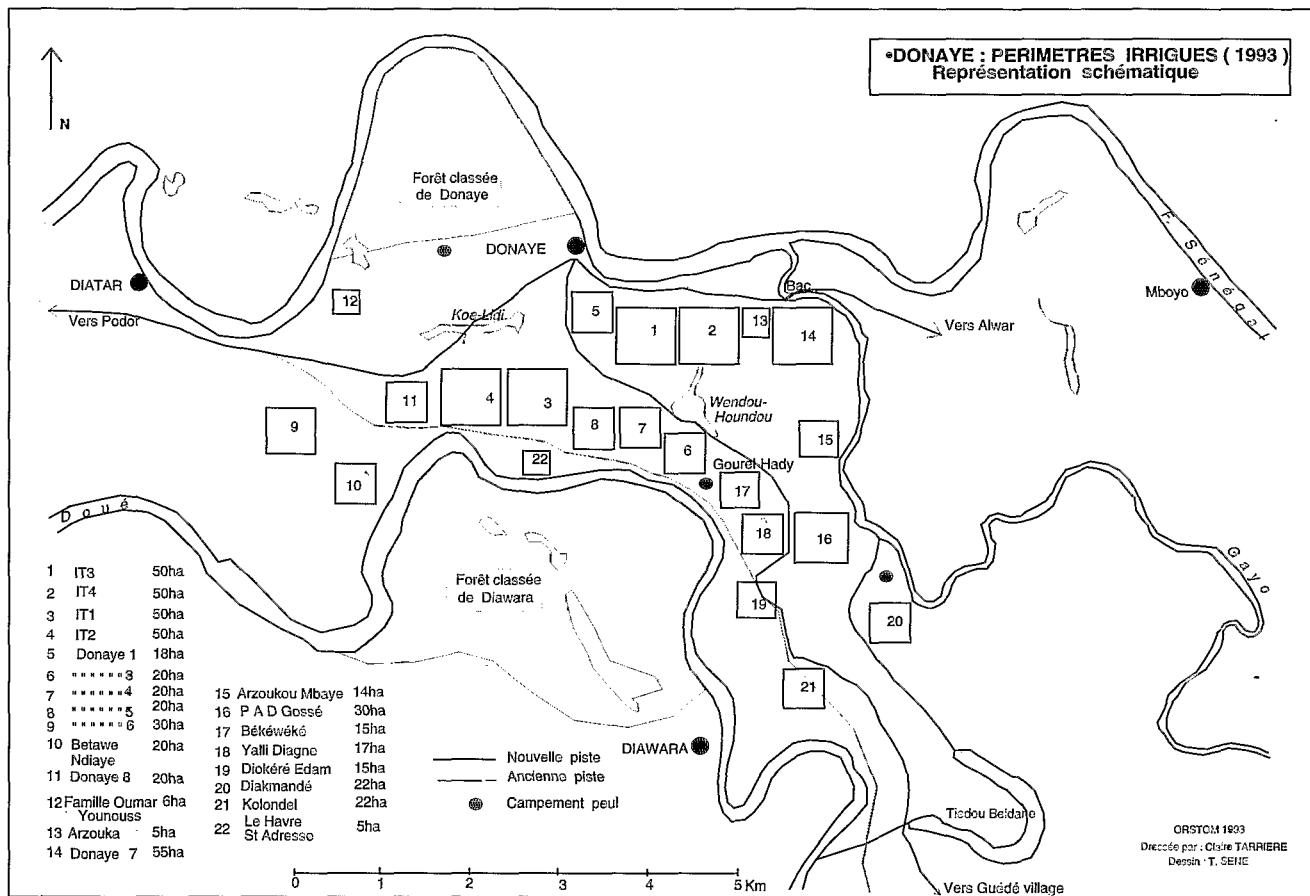 •DONAYE : PERIMETRES IRRIGUES ( 1993 )
Représentation schématique
N
Forêt classée
de Donaye
DONAYE
DIATAR
Vers Podor
12
Koe-Lidi.
5
1
2
13
14
Bac
Vers Alwar
Mboyo
F. Sénégal
11
4
3
8
7
6
9
10
22
Wendou-
Houndou
15
Gourel Hady
17
18
16
19
20
21
Doué
Gayo
Forêt classée
de Diawara
DIAWARA
1 IT3 50ha
2 IT4 50ha
3 IT1 50ha
4 IT2 50ha
5 Donaye 1 18ha
6 " " " " " " 3 20ha
7 " " " " " " 4 20ha
8 " " " " " " 5 20ha
9 " " " " " " 6 30ha
10 Betawe 20ha
Ndiaye
11 Donaye 8 20ha
12 Famille Oumar 6ha
Younouss
13 Arzouka 5ha
14 Donaye 7 55ha
15 Arzoukou Mbaye 14ha
16 P A D Gossé 30ha
17 Békéwéké 15ha
18 Yalli Diagne 17ha
19 Diokéré Edam 15ha
20 Diakmandé 22ha
21 Kolondel 22ha
22 Le Havre 5ha
St Adresse
Nouvelle piste
Ancienne piste
Campement peul
0 1 2 3 4 5 Km
Tiedou Beidane
Vers Guédé village
ORSTOM 1993
Dressée par : Claire TARRIERE
Dessin : T. SENE